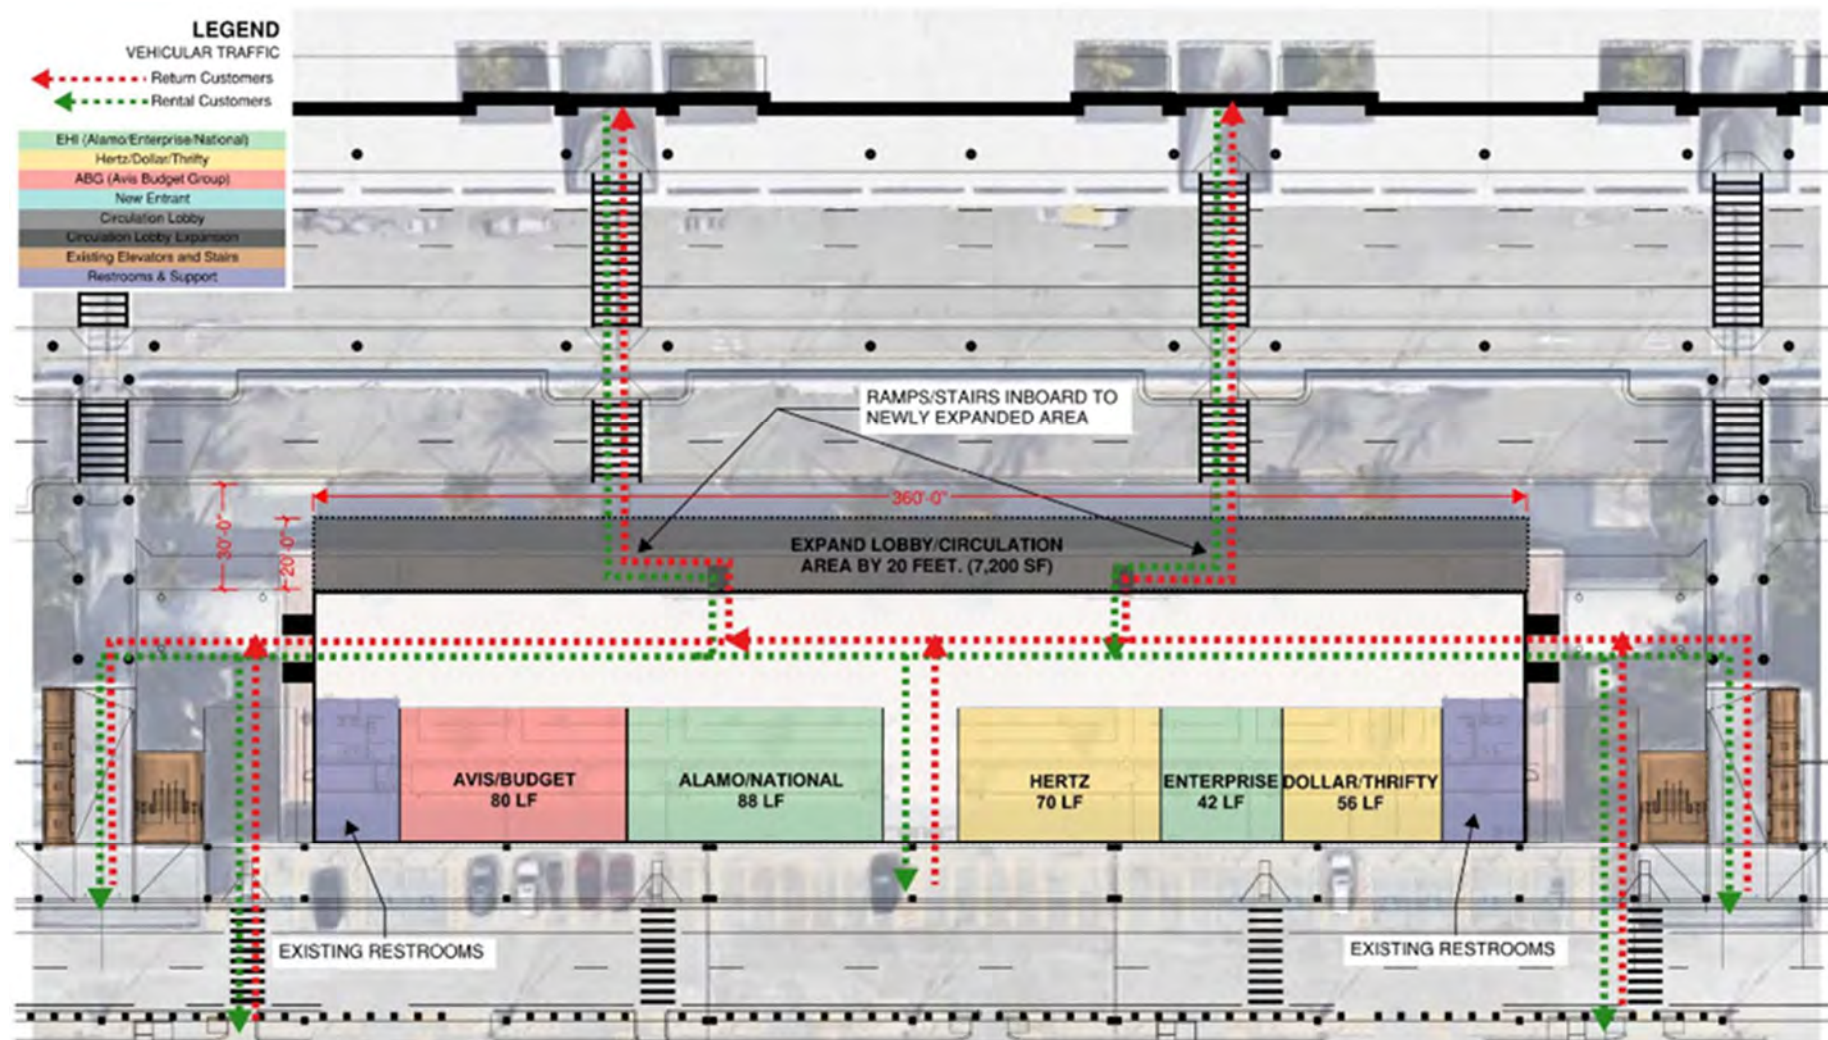 LEGEND
VEHICULAR TRAFFIC
Return Customers
Rental Customers
EHI (Alamo/Enterprise/National)
Hertz/Dollar/Thrifty
ABG (Avis Budget Group)
New Entrant
Circulation Lobby
Circulation Lobby Expansion
Existing Elevators and Stairs
Restrooms & Support
RAMPS/STAIRS INBOARD TO
NEWLY EXPANDED AREA
360'-0"
30'-0"
20'-0"
EXPAND LOBBY/CIRCULATION
AREA BY 20 FEET. (7,200 SF)
AVIS/BUDGET
80 LF
ALAMO/NATIONAL
88 LF
HERTZ
70 LF
ENTERPRISE
42 LF
DOLLAR/THRIFTY
56 LF
EXISTING RESTROOMS
EXISTING RESTROOMS